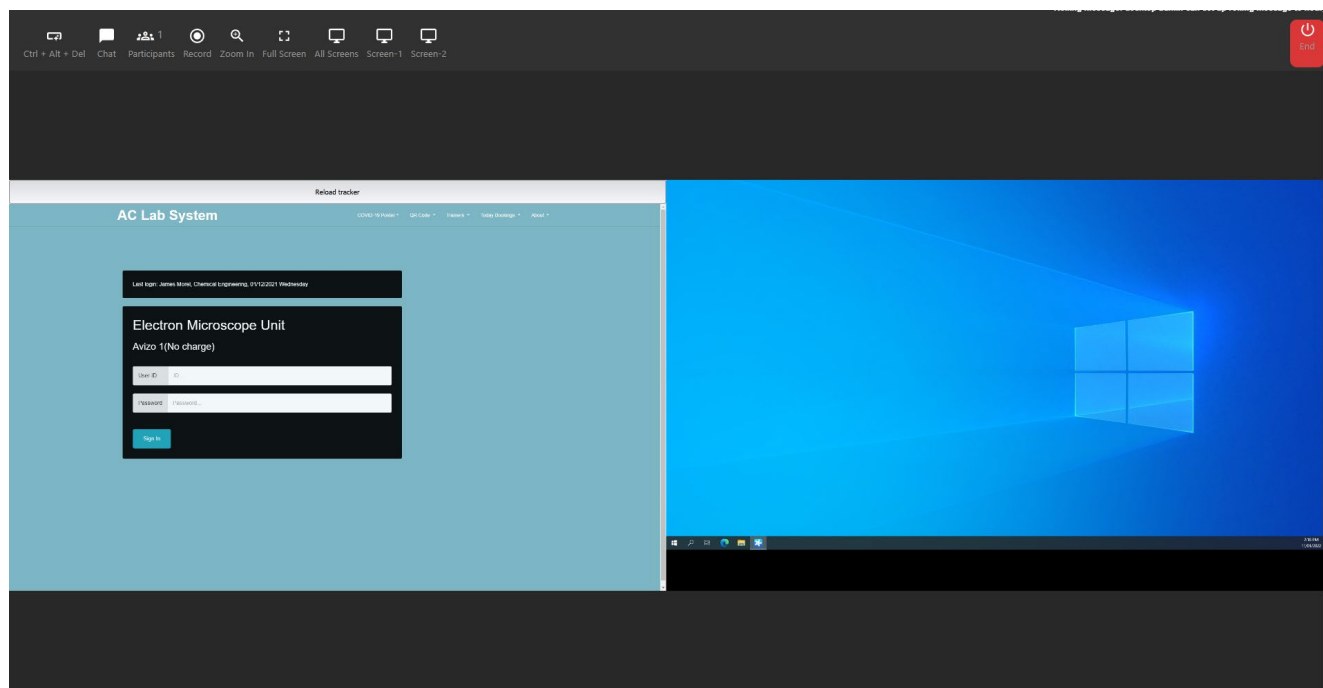 Ctrl + Alt + Del Chat Participants 1 Record Zoom In Full Screen All Screens Screen-1 Screen-2
End
Reload tracker
AC Lab System
COVID-19 Poster QR Code Trainers Today Bookings About
Last login: James Morel, Chemical Engineering, 01/12/2021 Wednesday
Electron Microscope Unit
Avizo 1(No charge)
User ID ID
Password Password...
Sign In